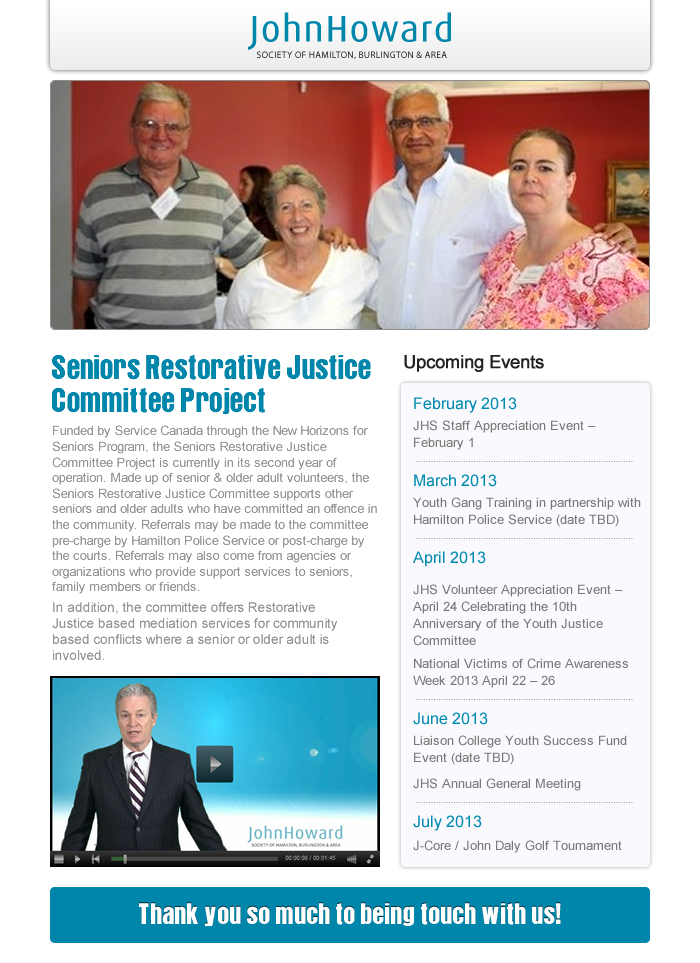 JohnHoward
SOCIETY OF HAMILTON, BURLINGTON & AREA
Seniors Restorative Justice
Committee Project
Funded by Service Canada through the New Horizons for
Seniors Program, the Seniors Restorative Justice
Committee Project is currently in its second year of
operation. Made up of senior & older adult volunteers, the
Seniors Restorative Justice Committee supports other
seniors and older adults who have committed an offence in
the community. Referrals may be made to the committee
pre-charge by Hamilton Police Service or post-charge by
the courts. Referrals may also come from agencies or
organizations who provide support services to seniors,
family members or friends.
In addition, the committee offers Restorative
Justice based mediation services for community
based conflicts where a senior or older adult is
involved.
JohnHoward
SOCIETY OF HAMILTON, BURLINGTON & AREA
00:00:00 / 00:01:45
Upcoming Events
February 2013
JHS Staff Appreciation Event –
February 1
March 2013
Youth Gang Training in partnership with
Hamilton Police Service (date TBD)
April 2013
JHS Volunteer Appreciation Event –
April 24 Celebrating the 10th
Anniversary of the Youth Justice
Committee
National Victims of Crime Awareness
Week 2013 April 22 – 26
June 2013
Liaison College Youth Success Fund
Event (date TBD)
JHS Annual General Meeting
July 2013
J-Core / John Daly Golf Tournament
Thank you so much to being touch with us!